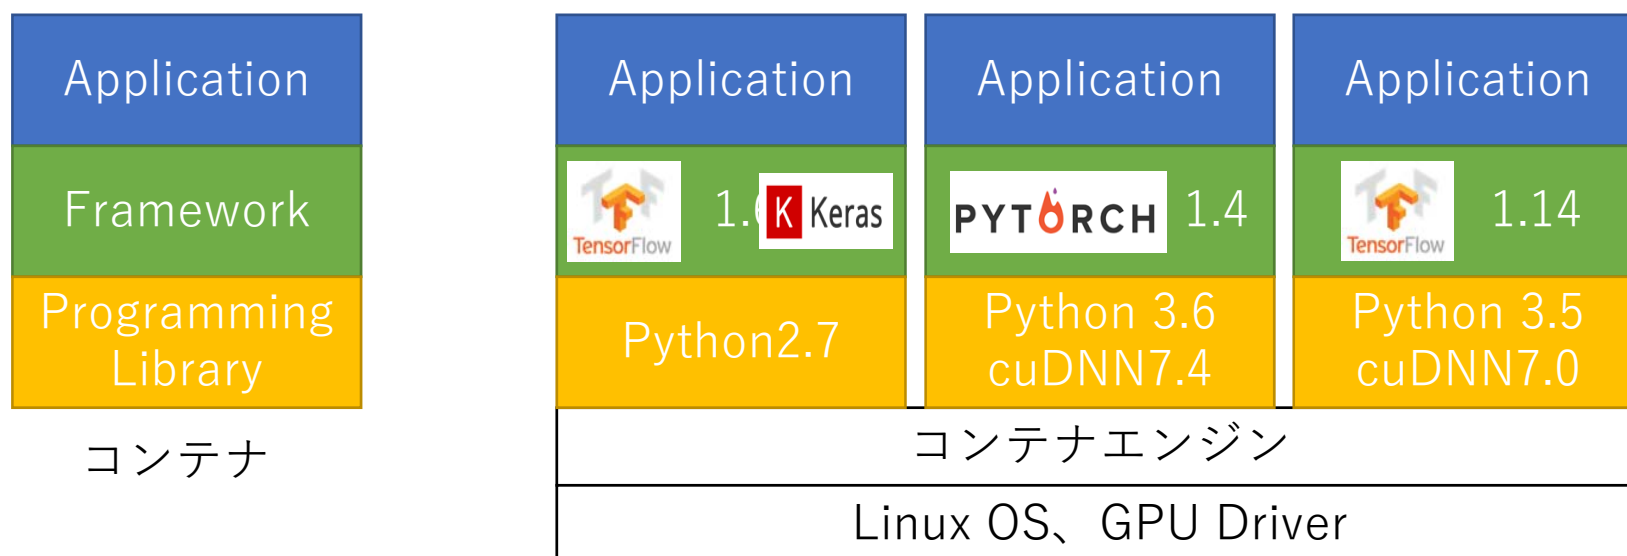 Application
Framework
Programming
Library
コンテナ
Application
Application
Application
TensorFlow
K Keras
PYTORCH 1.4
TensorFlow 1.14
Python2.7
Python 3.6
cuDNN7.4
Python 3.5
cuDNN7.0
コンテナエンジン
Linux OS、GPU Driver